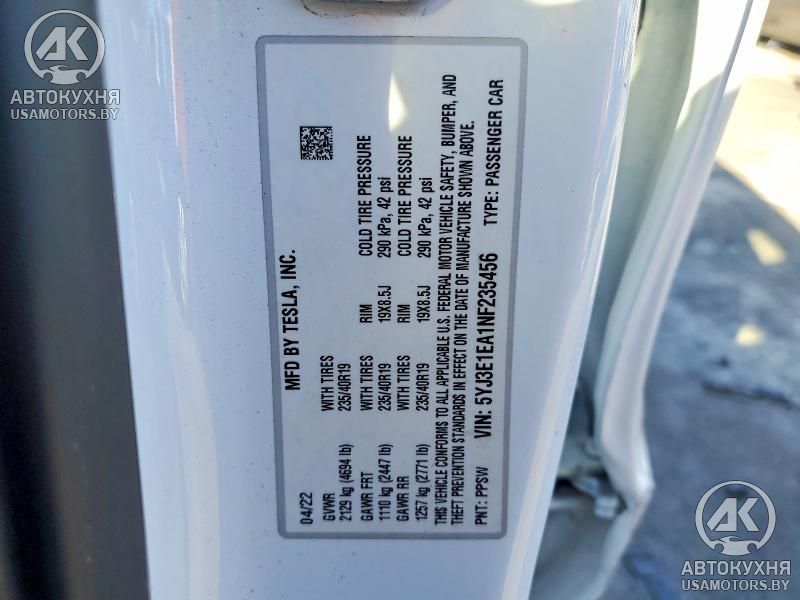 AK
АВТОКУХНЯ
USAMOTORS.BY
MFD BY TESLA, INC.
04/22
GVWR WITH TIRES
2129 kg (4694 lb) 235/40R19
GAWR FRT WITH TIRES RIM COLD TIRE PRESSURE
1110 kg (2447 lb) 235/40R19 19X8.5J 290 kPa, 42 psi
GAWR RR WITH TIRES RIM COLD TIRE PRESSURE
1257 kg (2771 lb) 235/40R19 19X8.5J 290 kPa, 42 psi
THIS VEHICLE CONFORMS TO ALL APPLICABLE U.S. FEDERAL MOTOR VEHICLE SAFETY, BUMPER, AND
THEFT PREVENTION STANDARDS IN EFFECT ON THE DATE OF MANUFACTURE SHOWN ABOVE.
PNT: PPSW VIN: 5YJ3E1EA1NF235456 TYPE: PASSENGER CAR
AK
АВТОКУХНЯ
USAMOTORS.BY